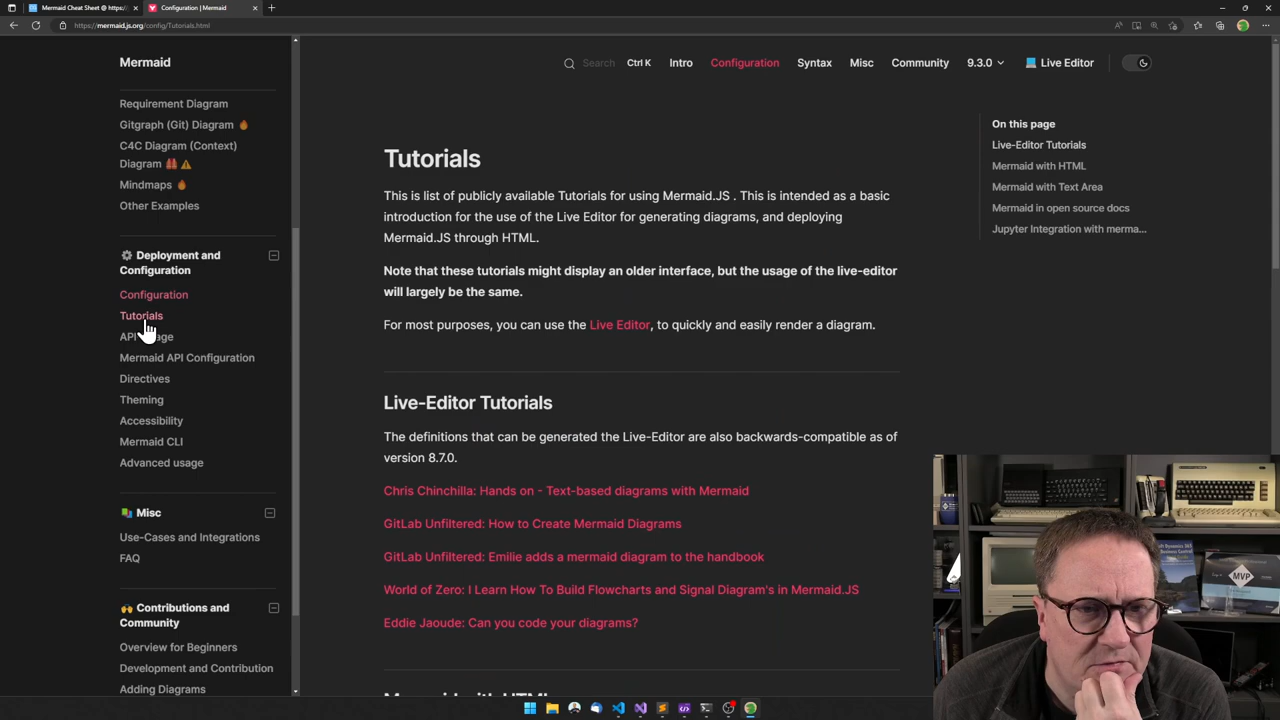 Mermaid Cheat Sheet @ https:/
Configuration | Mermaid
https://mermaid.js.org/config/Tutorials.html
Mermaid
Search
Ctrl K
Intro
Configuration
Syntax
Misc
Community
9.3.0
Live Editor
Requirement Diagram
Gitgraph (Git) Diagram
C4C Diagram (Context)
Diagram
Mindmaps
Other Examples
Deployment and
Configuration
Configuration
Tutorials
Mermaid API Configuration
Directives
Theming
Accessibility
Mermaid CLI
Advanced usage
Misc
Use-Cases and Integrations
FAQ
Contributions and
Community
Overview for Beginners
Development and Contribution
Adding Diagrams
Tutorials
This is list of publicly available Tutorials for using Mermaid.JS . This is intended as a basic
introduction for the use of the Live Editor for generating diagrams, and deploying
Mermaid.JS through HTML.
Note that these tutorials might display an older interface, but the usage of the live-editor
will largely be the same.
For most purposes, you can use the Live Editor, to quickly and easily render a diagram.
Live-Editor Tutorials
The definitions that can be generated the Live-Editor are also backwards-compatible as of
version 8.7.0.
Chris Chinchilla: Hands on - Text-based diagrams with Mermaid
GitLab Unfiltered: How to Create Mermaid Diagrams
GitLab Unfiltered: Emilie adds a mermaid diagram to the handbook
World of Zero: I Learn How To Build Flowcharts and Signal Diagram's in Mermaid.JS
Eddie Jaoude: Can you code your diagrams?
Mermaid with HTML
On this page
Live-Editor Tutorials
Mermaid with HTML
Mermaid with Text Area
Mermaid in open source docs
Jupyter Integration with merma...
MVP